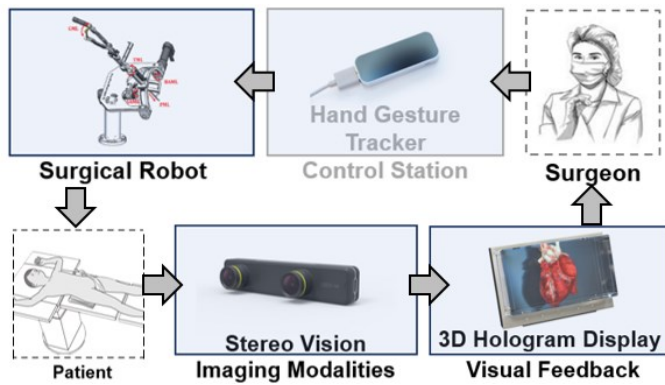 Hand Gesture
Tracker
Control Station
Surgical Robot
Surgeon
Stereo Vision
3D Hologram Display
Patient
Imaging Modalities
Visual Feedback